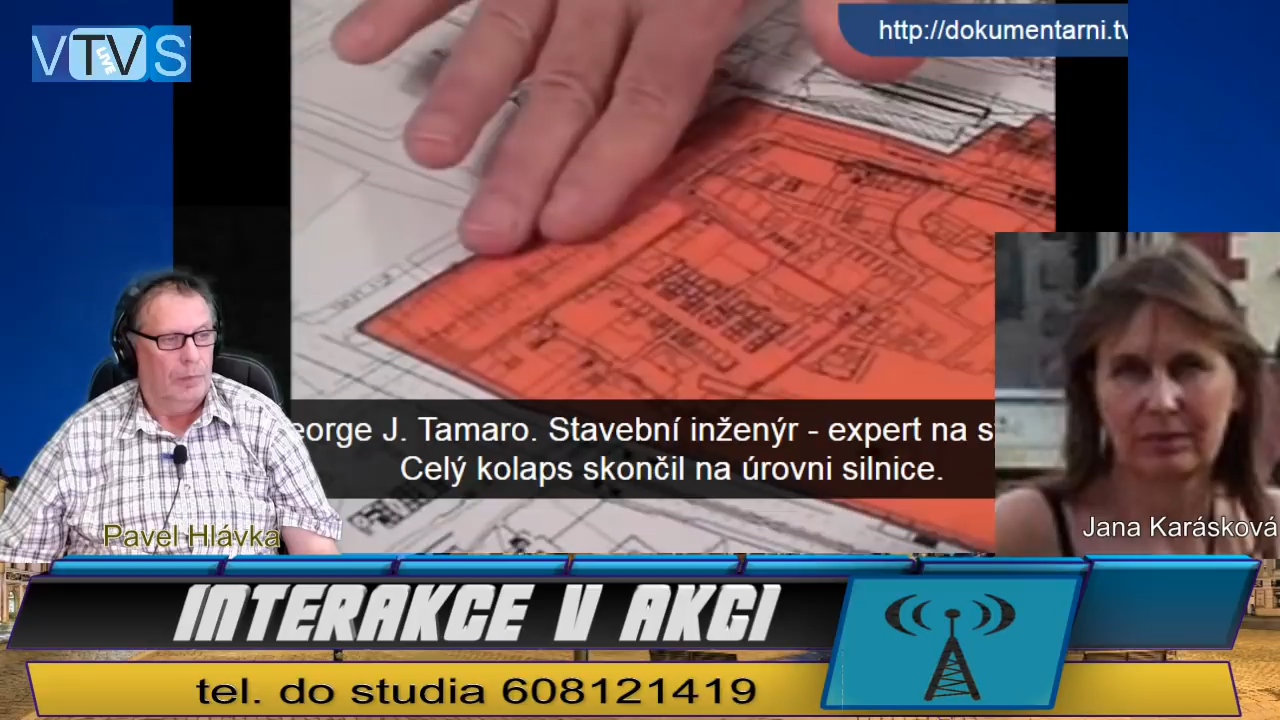 VTVS
LIVE
http://dokumentarni.tv
eorge J. Tamaro. Stavební inženýr - expert na s
Celý kolaps skončil na úrovni silnice.
Pavel Hlávka
Jana Karásková
INTERAKCE V AKCI
tel. do studia 608121419